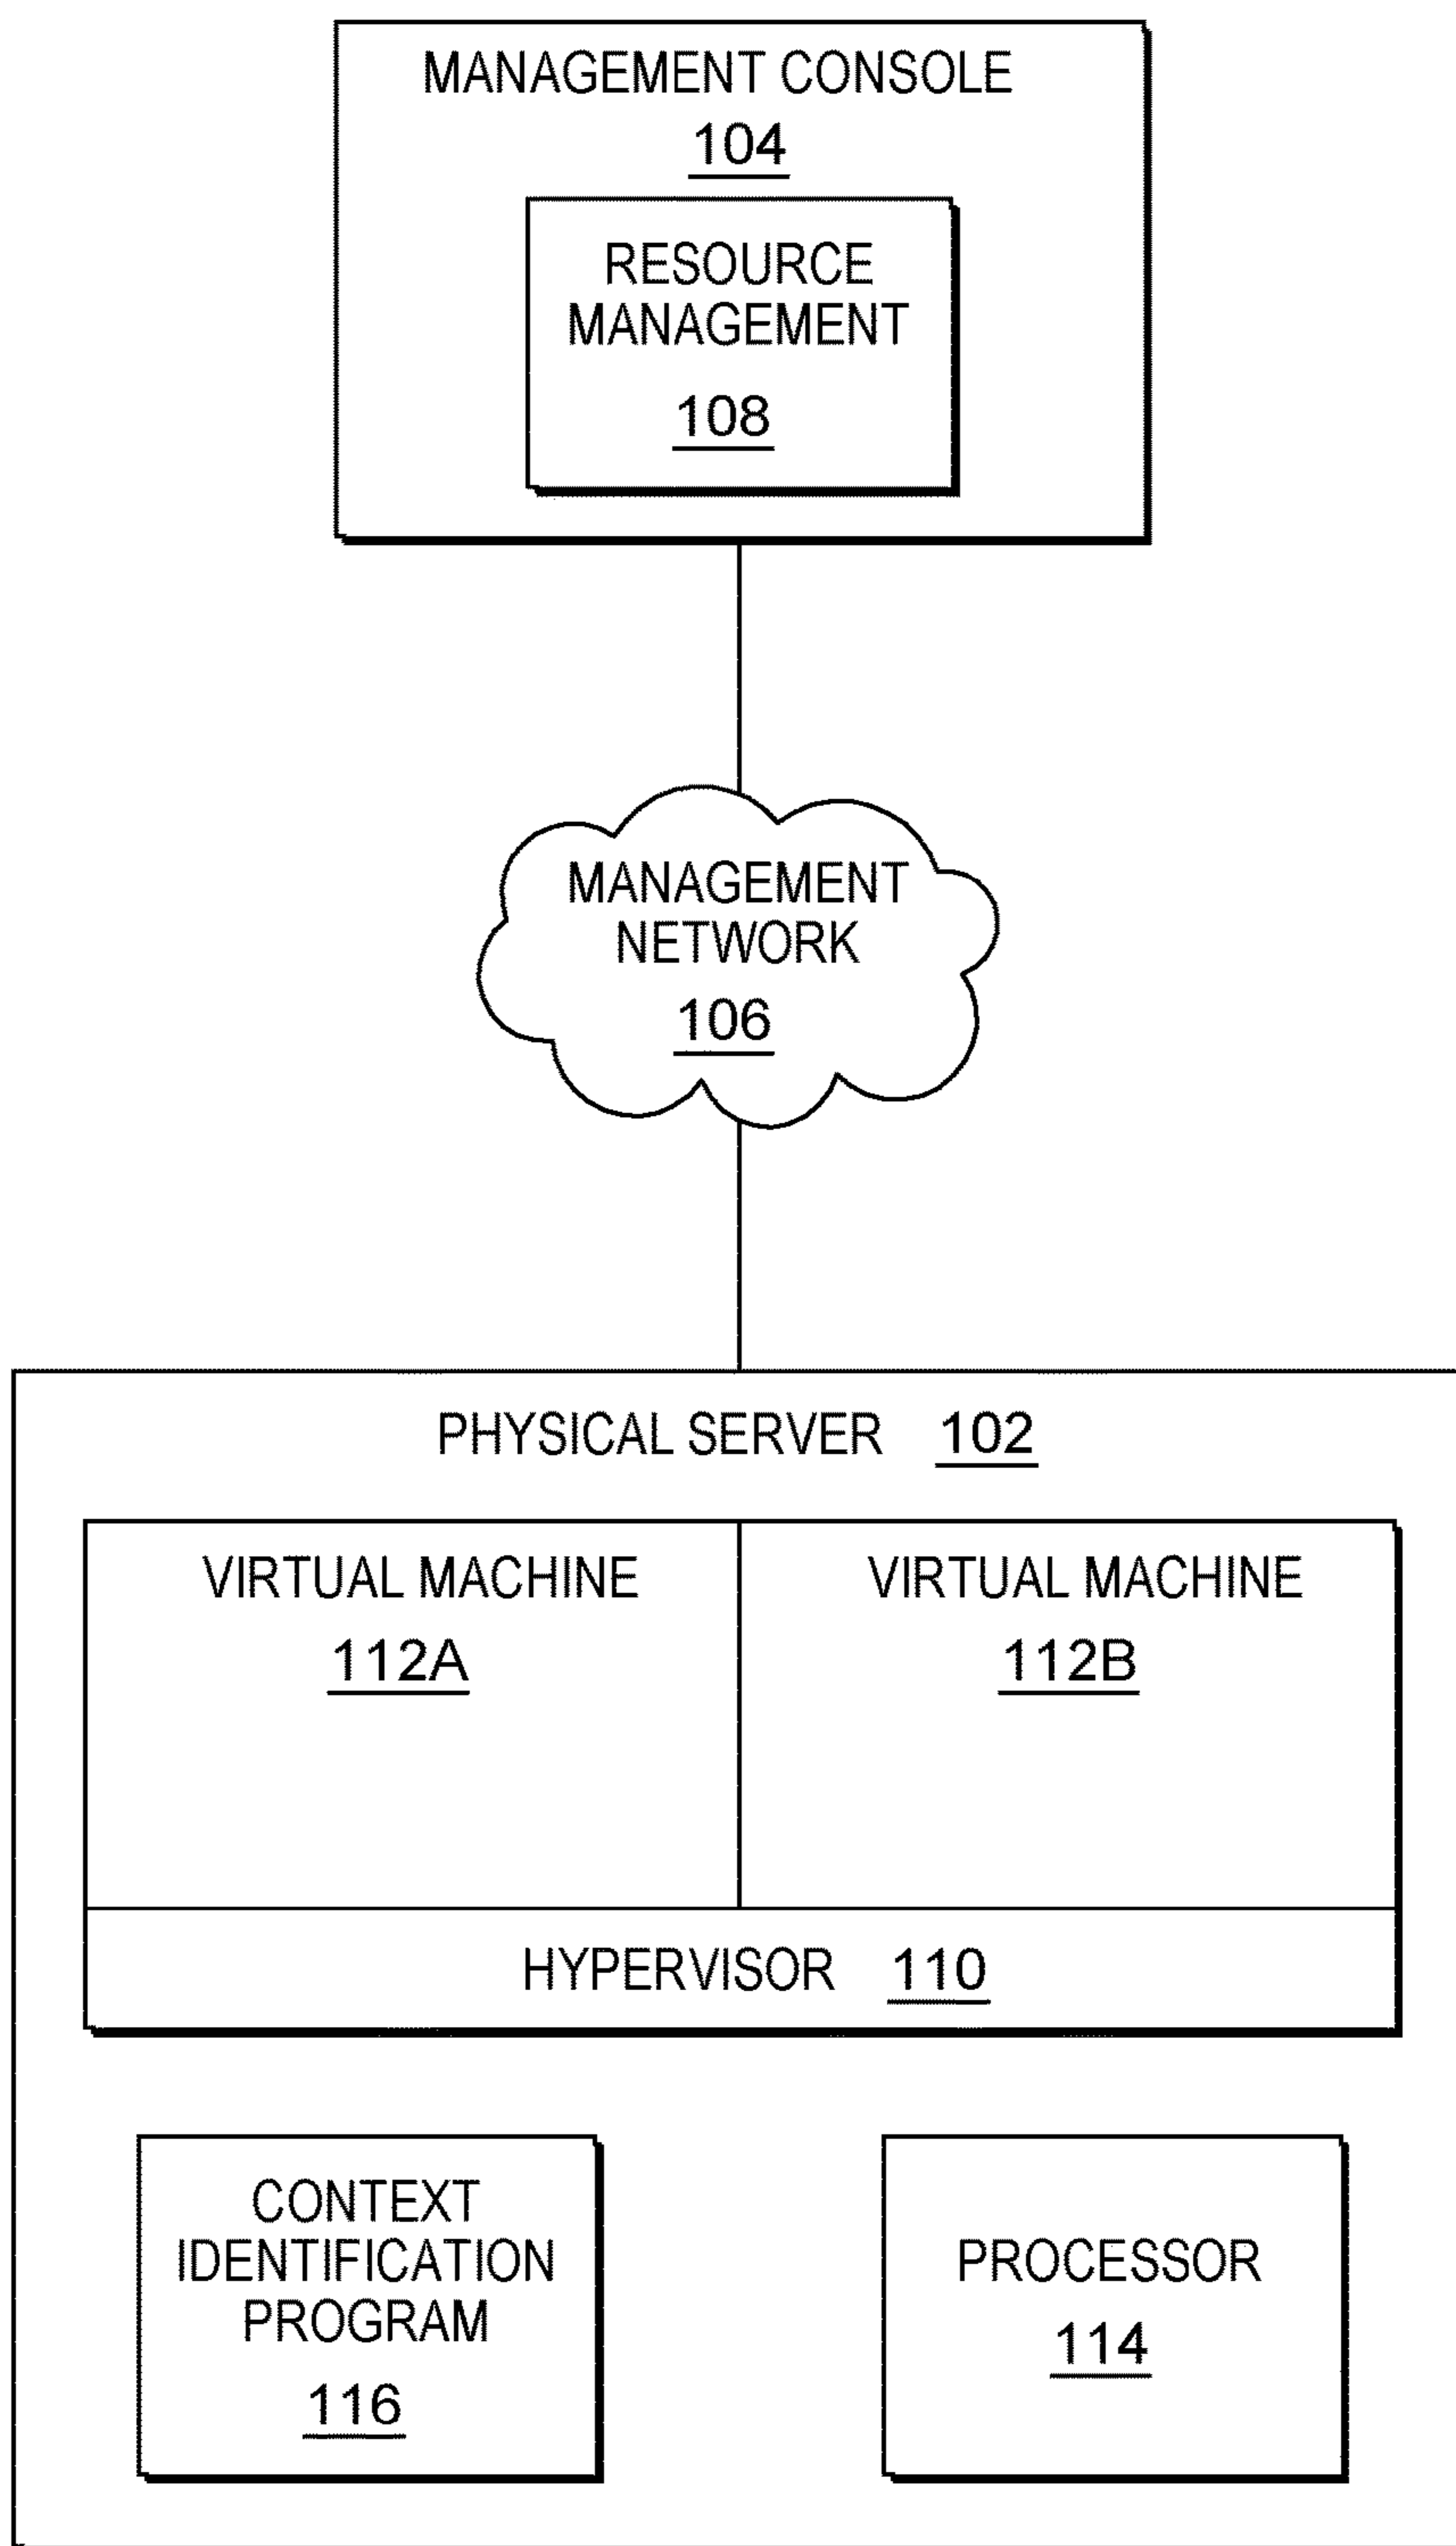 MANAGEMENT CONSOLE
104
RESOURCE
MANAGEMENT
108
MANAGEMENT
NETWORK
106
PHYSICAL SERVER 102
VIRTUAL MACHINE
112A
VIRTUAL MACHINE
112B
HYPERVISOR 110
CONTEXT
IDENTIFICATION
PROGRAM
116
PROCESSOR
114